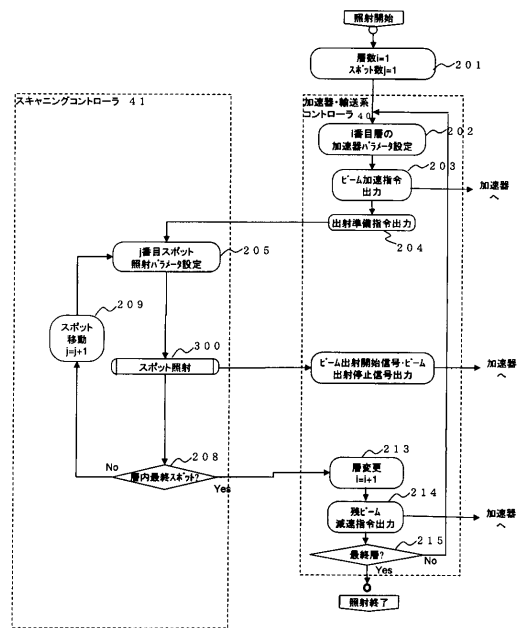 照射開始
層数i=1
スポット数j=1
201
スキャニングコントローラ 41
加速器・輸送系
コントローラ 40
i番目層の
加速器パラメータ設定
202
203
ビーム加速指令
出力
加速器
へ
出射準備指令出力
204
j番目スポット
照射パラメータ設定
205
209
スポット
移動
j=j+1
300
スポット照射
ビーム出射開始信号・ビーム
出射停止信号出力
加速器
へ
208
No
層内最終スポット?
Yes
213
層変更
i=i+1
214
残ビーム
減速指令出力
加速器
へ
215
最終層?
No
Yes
照射終了